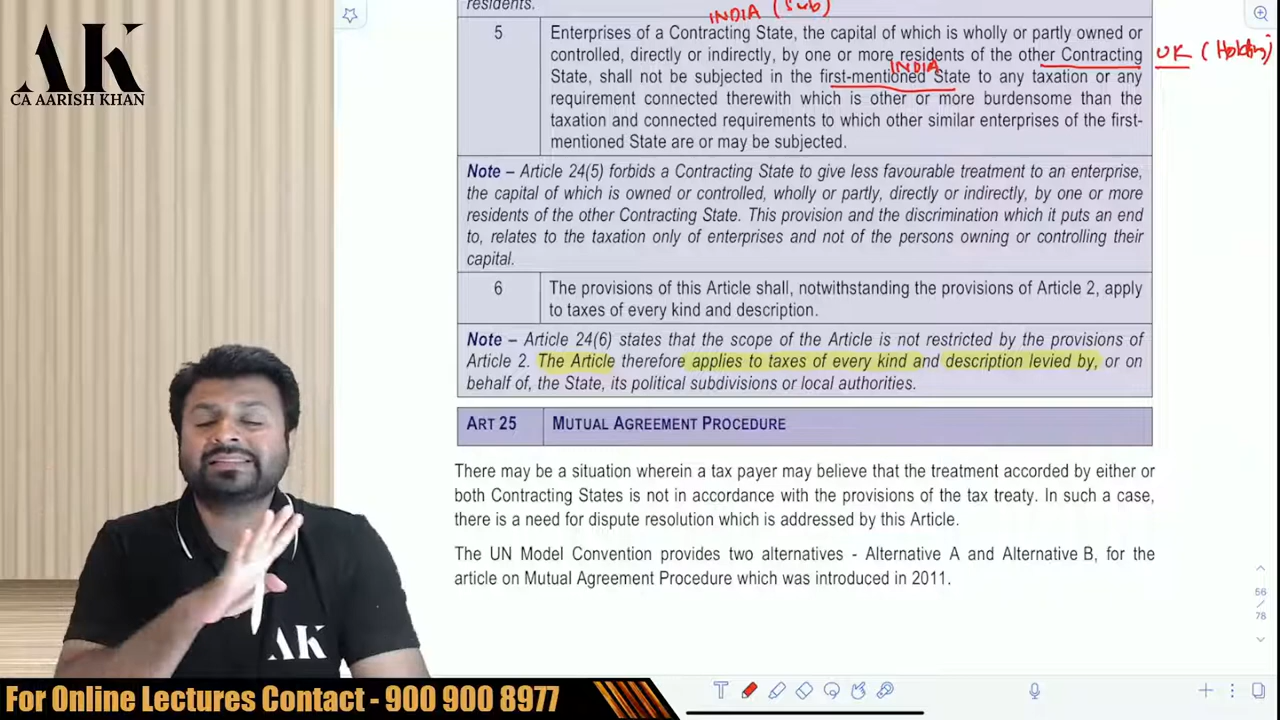 residents.
INDIA (Sub)
5
Enterprises of a Contracting State, the capital of which is wholly or partly owned or
controlled, directly or indirectly, by one or more residents of the other Contracting
UK (Holding)
INDIA
State, shall not be subjected in the first-mentioned State to any taxation or any
requirement connected therewith which is other or more burdensome than the
taxation and connected requirements to which other similar enterprises of the first-
mentioned State are or may be subjected.
Note – Article 24(5) forbids a Contracting State to give less favourable treatment to an enterprise,
the capital of which is owned or controlled, wholly or partly, directly or indirectly, by one or more
residents of the other Contracting State. This provision and the discrimination which it puts an end
to, relates to the taxation only of enterprises and not of the persons owning or controlling their
capital.
6
The provisions of this Article shall, notwithstanding the provisions of Article 2, apply
to taxes of every kind and description.
Note – Article 24(6) states that the scope of the Article is not restricted by the provisions of
Article 2. The Article therefore applies to taxes of every kind and description levied by, or on
behalf of, the State, its political subdivisions or local authorities.
ART 25 MUTUAL AGREEMENT PROCEDURE
There may be a situation wherein a tax payer may believe that the treatment accorded by either or
both Contracting States is not in accordance with the provisions of the tax treaty. In such a case,
there is a need for dispute resolution which is addressed by this Article.
The UN Model Convention provides two alternatives - Alternative A and Alternative B, for the
article on Mutual Agreement Procedure which was introduced in 2011.
56
/
78
AK
CA AARISH KHAN
AK
For Online Lectures Contact - 900 900 8977